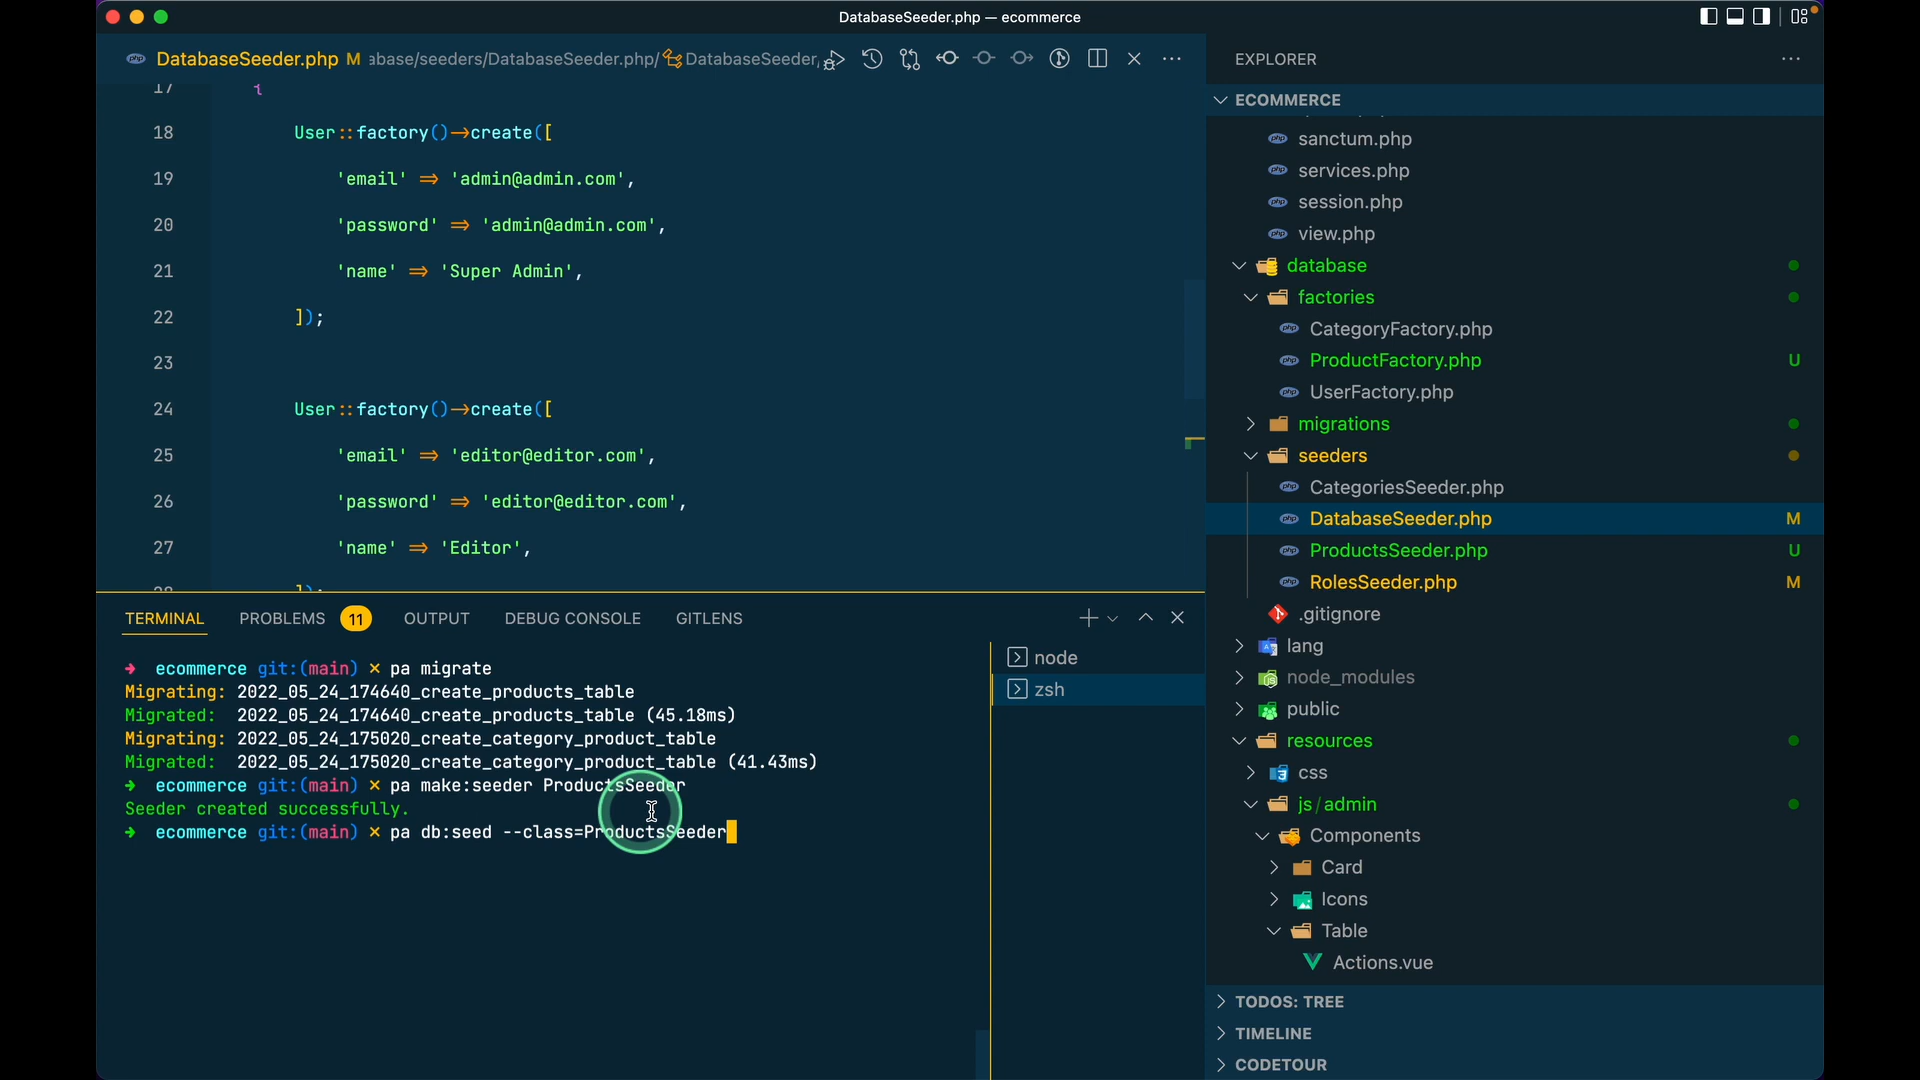 DatabaseSeeder.php — ecommerce
DatabaseSeeder.php M abase/seeders/DatabaseSeeder.php/ DatabaseSeeder
17 {
18 User::factory()→create([
19 'email' ⇒ 'admin@admin.com',
20 'password' ⇒ 'admin@admin.com',
21 'name' ⇒ 'Super Admin',
22 ]);
23
24 User::factory()→create([
25 'email' ⇒ 'editor@editor.com',
26 'password' ⇒ 'editor@editor.com',
27 'name' ⇒ 'Editor',
28 ]);
TERMINAL PROBLEMS 11 OUTPUT DEBUG CONSOLE GITLENS
➜ ecommerce git:(main) ✗ pa migrate
Migrating: 2022_05_24_174640_create_products_table
Migrated: 2022_05_24_174640_create_products_table (45.18ms)
Migrating: 2022_05_24_175020_create_category_product_table
Migrated: 2022_05_24_175020_create_category_product_table (41.43ms)
➜ ecommerce git:(main) ✗ pa make:seeder ProductsSeeder
Seeder created successfully.
➜ ecommerce git:(main) ✗ pa db:seed --class=ProductsSeeder
node
zsh
EXPLORER
ECOMMERCE
sanctum.php
services.php
session.php
view.php
database
factories
CategoryFactory.php
ProductFactory.php U
UserFactory.php
migrations
seeders
CategoriesSeeder.php
DatabaseSeeder.php M
ProductsSeeder.php U
RolesSeeder.php M
.gitignore
lang
node_modules
public
resources
css
js/admin
Components
Card
Icons
Table
Actions.vue
TODOS: TREE
TIMELINE
CODETOUR